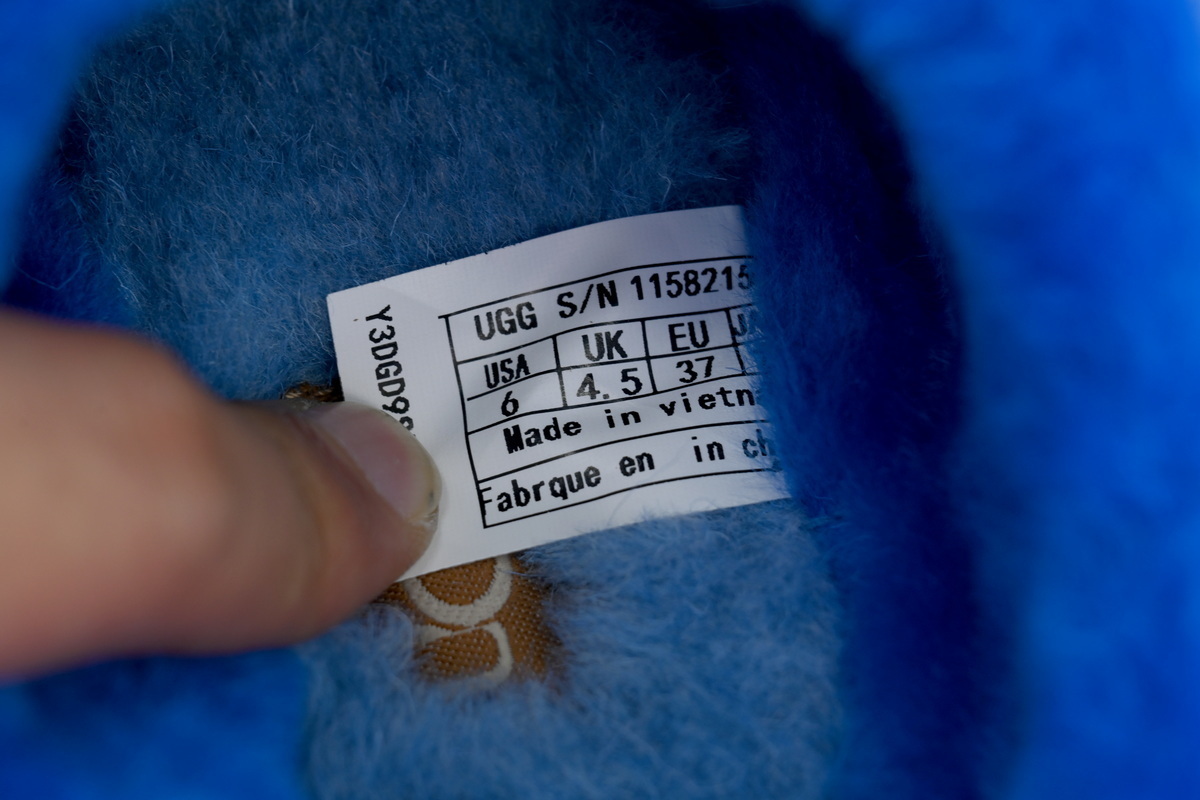 Y3DGD9
UGG S/N 1158215
USA UK EU
6 4.5 37
Made in vietn
Fabrque en in ch